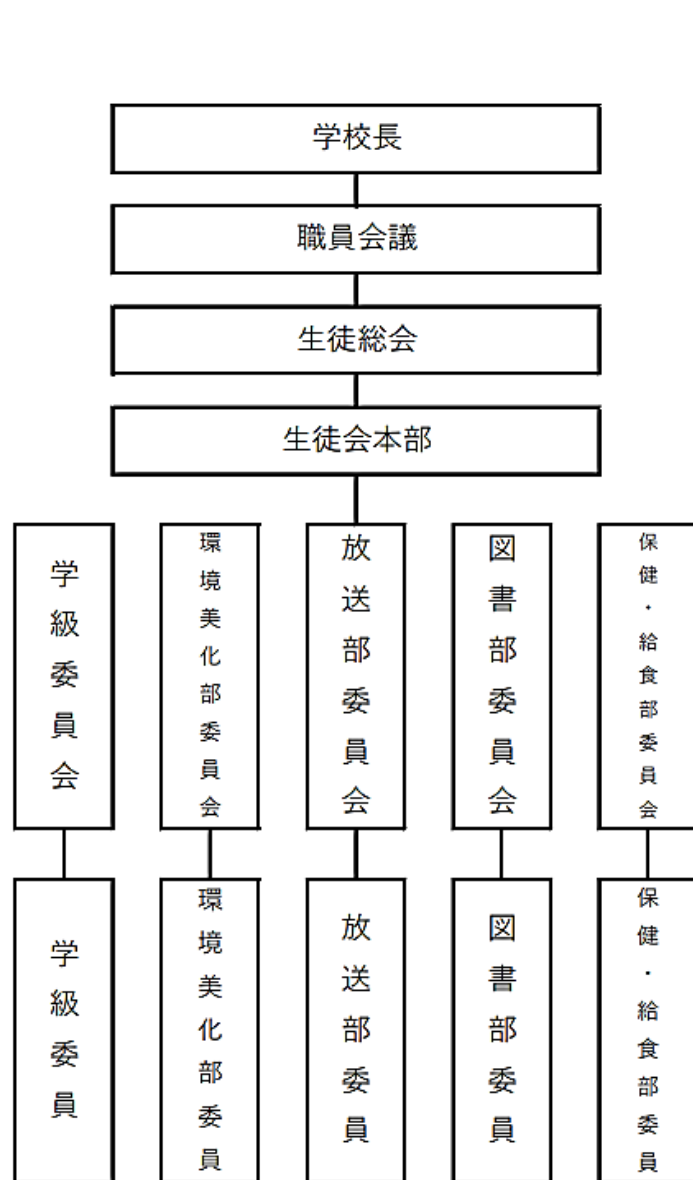 学校長
職員会議
生徒総会
生徒会本部
学級委員会
環境美化部委員会
放送部委員会
図書部委員会
保健・給食部委員会
学級委員
環境美化部委員
放送部委員
図書部委員
保健・給食部委員